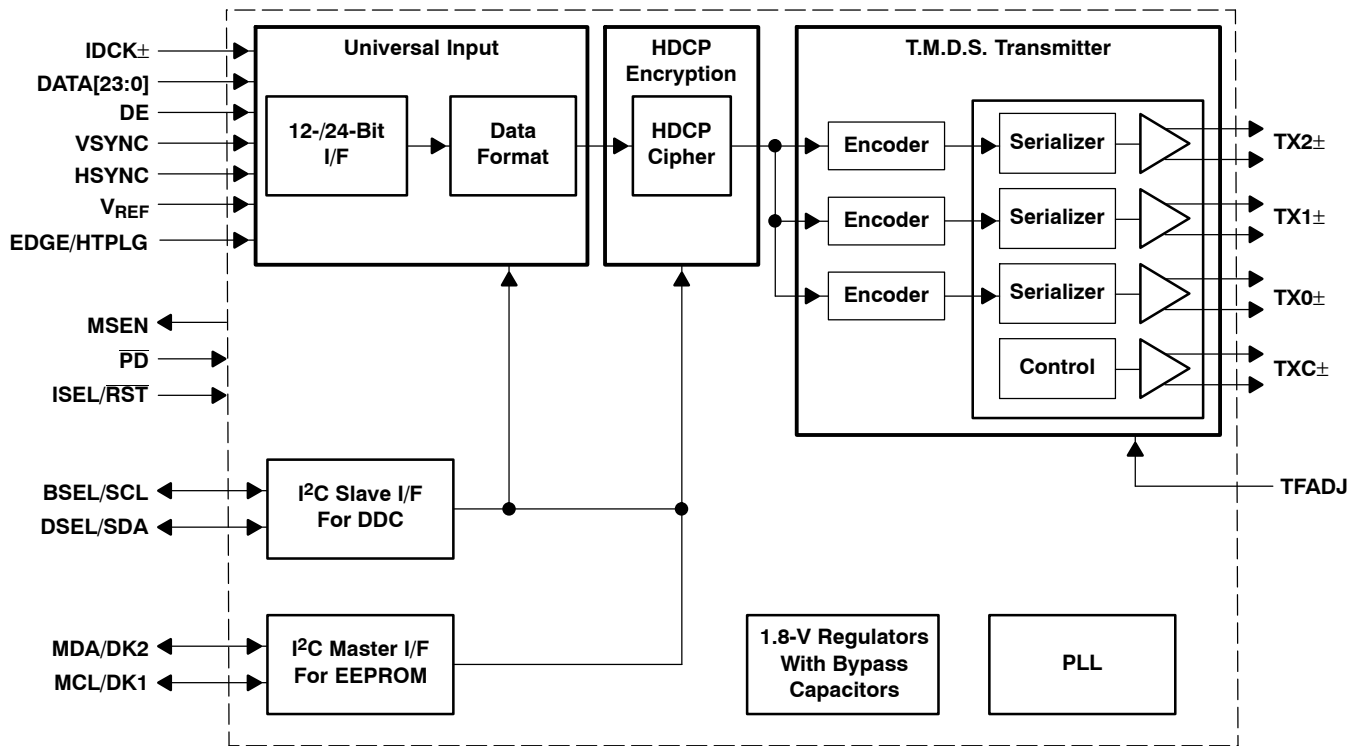 IDCK±
DATA[23:0]
DE
VSYNC
HSYNC
VREF
EDGE/HTPLG
MSEN
P̅D̅
ISEL/R̅S̅T̅
BSEL/SCL
DSEL/SDA
MDA/DK2
MCL/DK1
Universal Input
12-/24-Bit
I/F
Data
Format
HDCP
Encryption
HDCP
Cipher
T.M.D.S. Transmitter
Encoder
Serializer
Encoder
Serializer
Encoder
Serializer
Control
TX2±
TX1±
TX0±
TXC±
TFADJ
I2C Slave I/F
For DDC
I2C Master I/F
For EEPROM
1.8-V Regulators
With Bypass
Capacitors
PLL